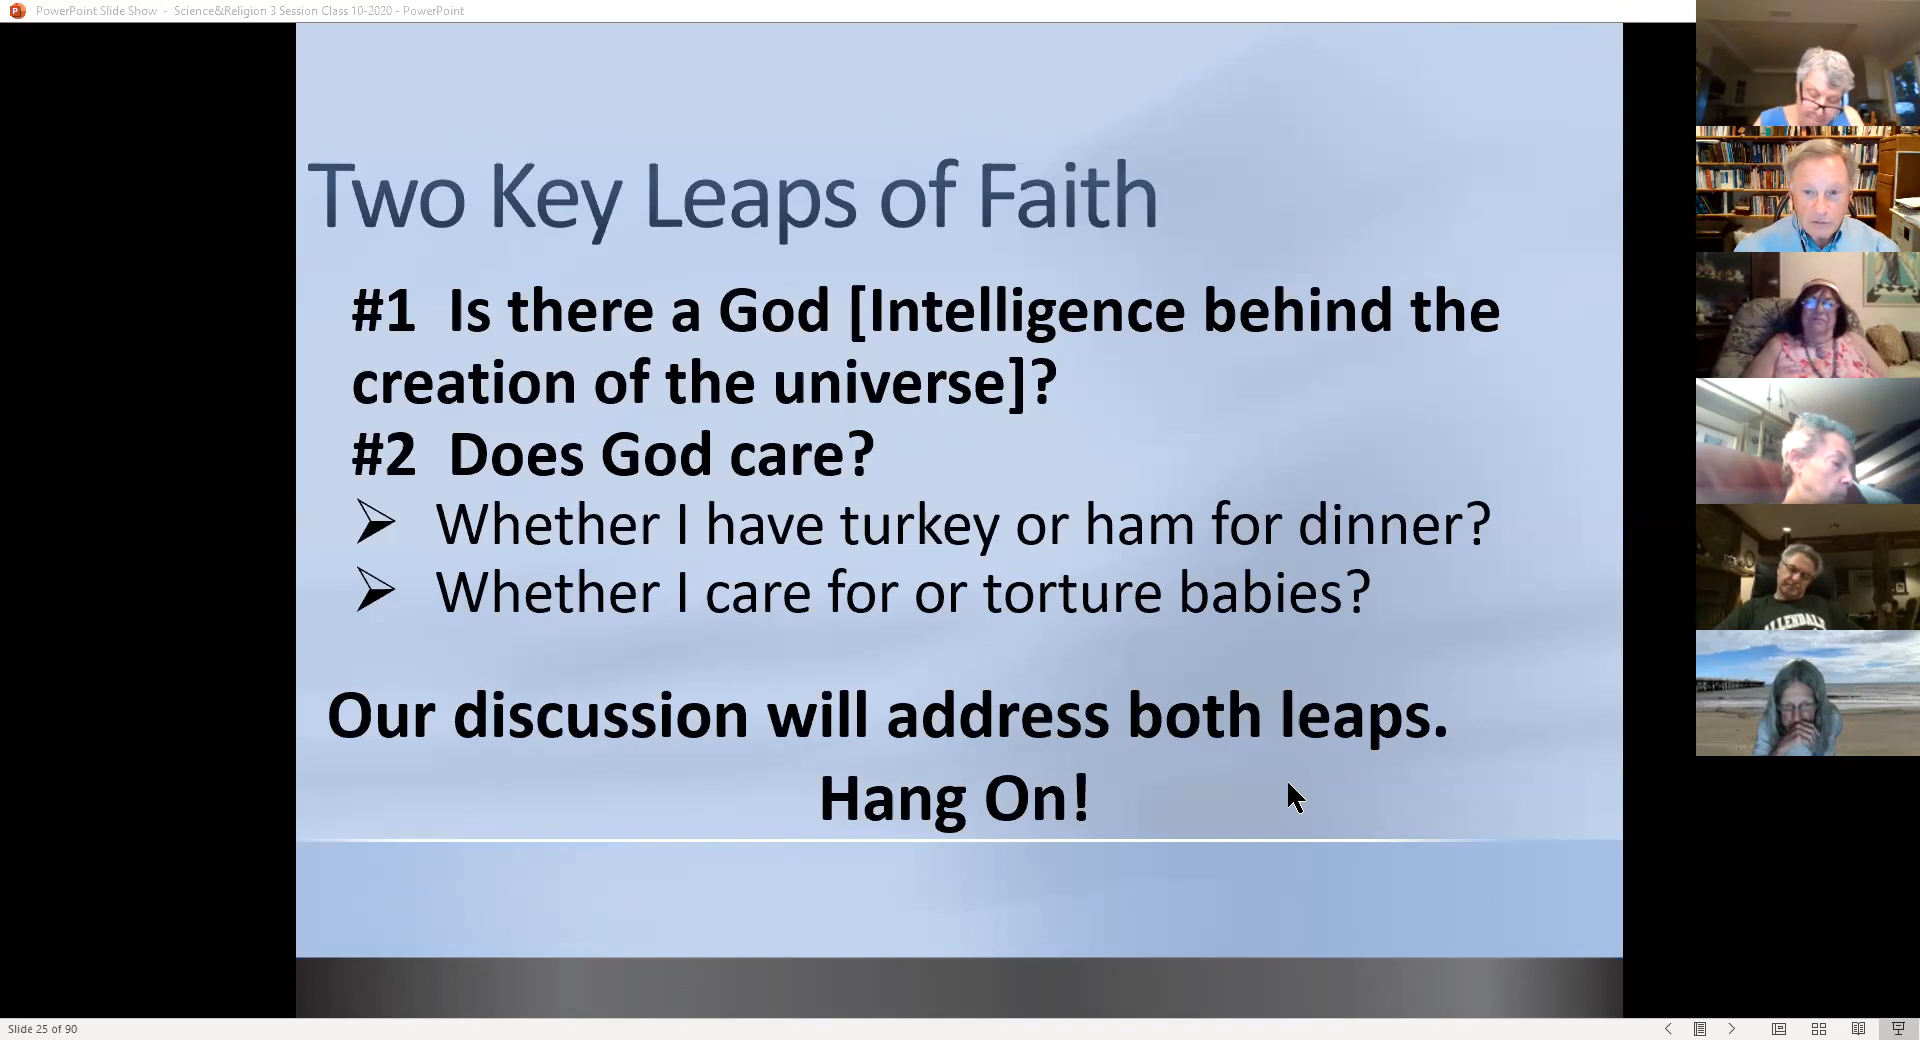 PowerPoint Slide Show - Science&Religion 3 Session Class 10-2020 - PowerPoint
Two Key Leaps of Faith
#1 Is there a God [Intelligence behind the
creation of the universe]?
#2 Does God care?
➢ Whether I have turkey or ham for dinner?
➢ Whether I care for or torture babies?
Our discussion will address both leaps.
Hang On!
ALLENDALE
Slide 25 of 90